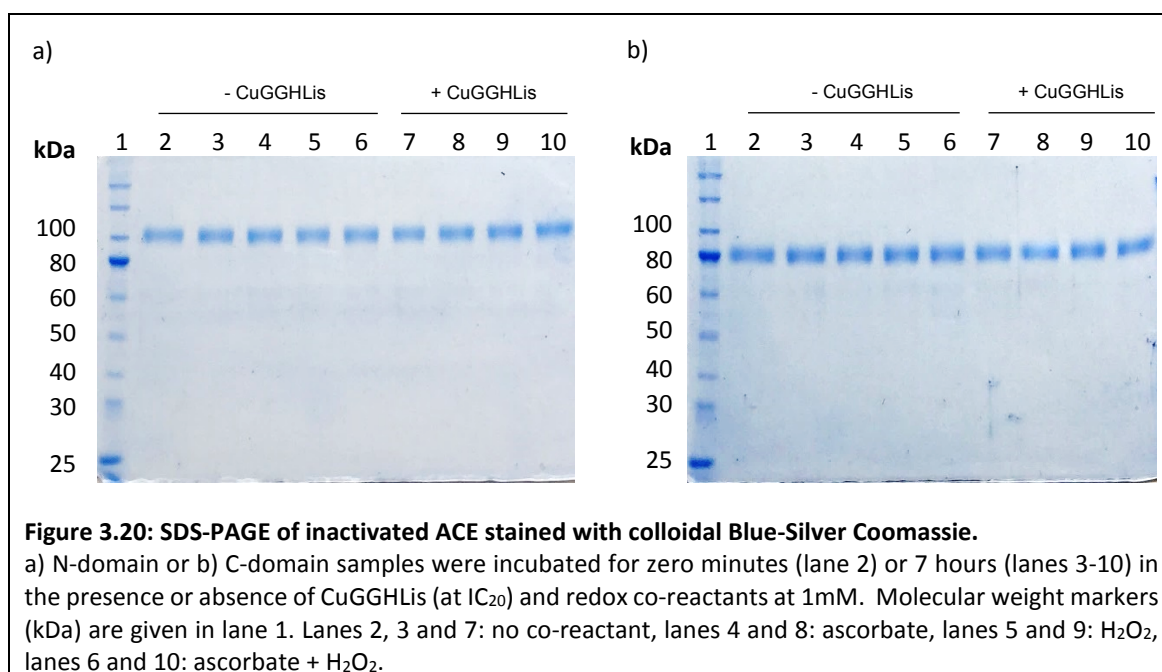 a)
- CuGGHLis + CuGGHLis
kDa 1 2 3 4 5 6 7 8 9 10
100
80
60
50
40
30
25
b)
- CuGGHLis + CuGGHLis
kDa 1 2 3 4 5 6 7 8 9 10
100
80
60
50
40
30
25
Figure 3.20: SDS-PAGE of inactivated ACE stained with colloidal Blue-Silver Coomassie.
a) N-domain or b) C-domain samples were incubated for zero minutes (lane 2) or 7 hours (lanes 3-10) in
the presence or absence of CuGGHLis (at IC₂₀) and redox co-reactants at 1mM. Molecular weight markers
(kDa) are given in lane 1. Lanes 2, 3 and 7: no co-reactant, lanes 4 and 8: ascorbate, lanes 5 and 9: H₂O₂,
lanes 6 and 10: ascorbate + H₂O₂.